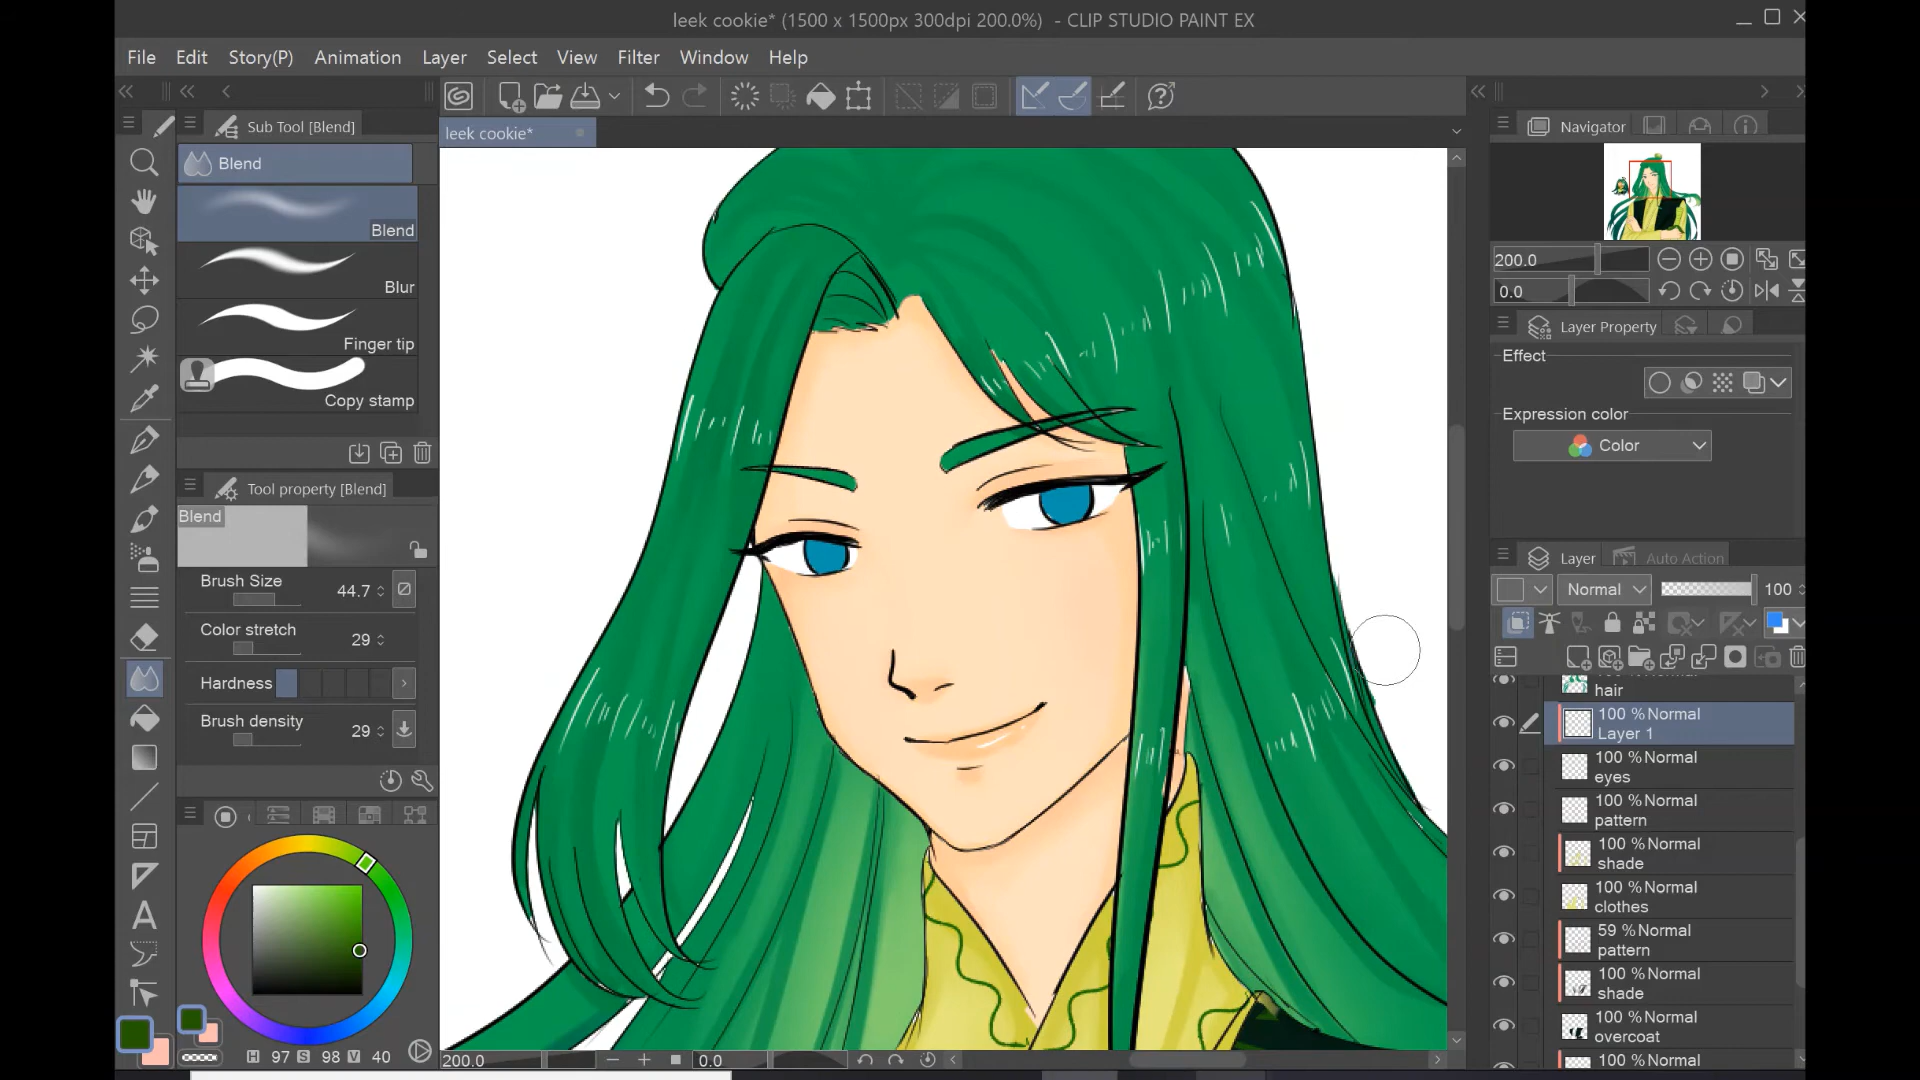 leek cookie* (1500 x 1500px 300dpi 200.0%) - CLIP STUDIO PAINT EX
File Edit Story(P) Animation Layer Select View Filter Window Help
Sub Tool [Blend]
Blend
Blend
Blur
Finger tip
Copy stamp
Tool property [Blend]
Blend
Brush Size 44.7
Color stretch 29
Hardness
Brush density 29
H 97 S 98 V 40
leek cookie*
200.0 0.0
Navigator
200.0
0.0
Layer Property
Effect
Expression color
Color
Layer Auto Action
Normal 100
hair
100 %Normal
Layer 1
100 %Normal
eyes
100 %Normal
pattern
100 %Normal
shade
100 %Normal
clothes
59 %Normal
pattern
100 %Normal
shade
100 %Normal
overcoat
100 %Normal